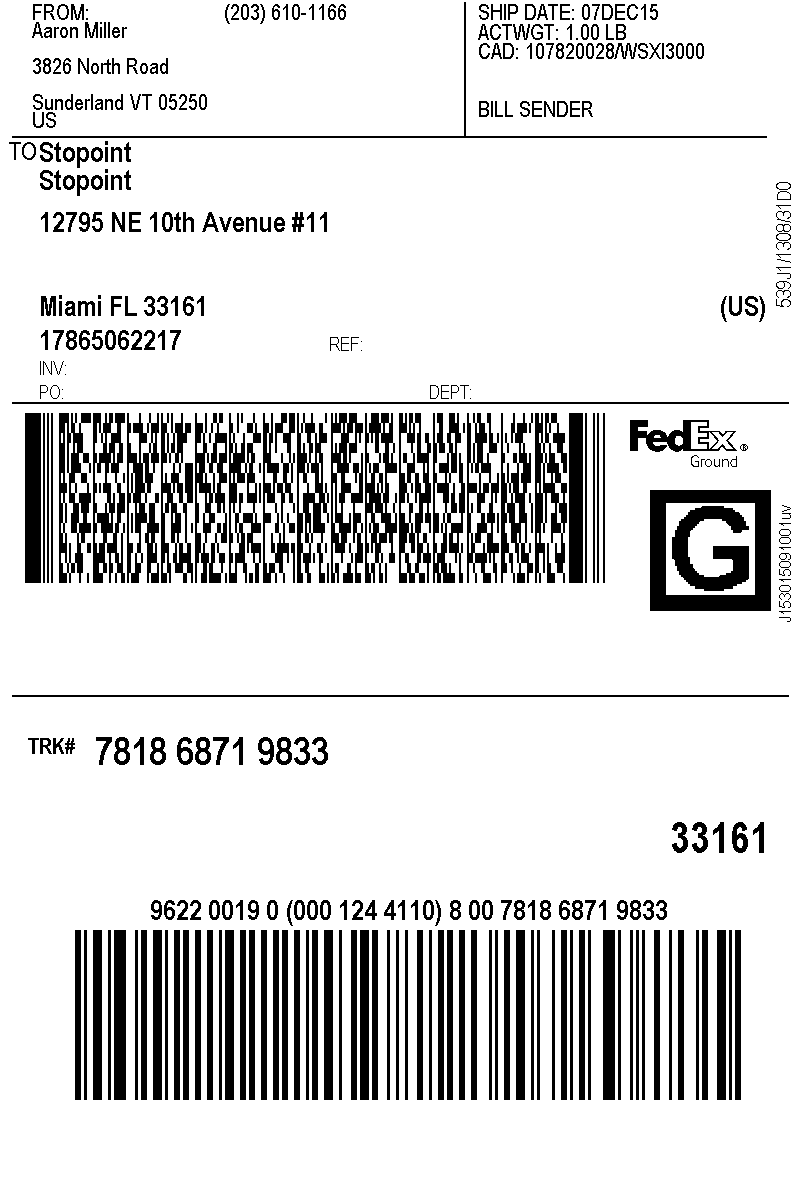 FROM: (203) 610-1166
Aaron Miller
3826 North Road
Sunderland VT 05250
US
SHIP DATE: 07DEC15
ACTWGT: 1.00 LB
CAD: 107820028/WSXI3000
BILL SENDER
TO Stopoint
Stopoint
12795 NE 10th Avenue #11
Miami FL 33161 (US)
17865062217 REF:
INV:
PO: DEPT:
539J1/1308/31D0
FedEx®
Ground
G
J153015091001uv
TRK# 7818 6871 9833
33161
9622 0019 0 (000 124 4110) 8 00 7818 6871 9833